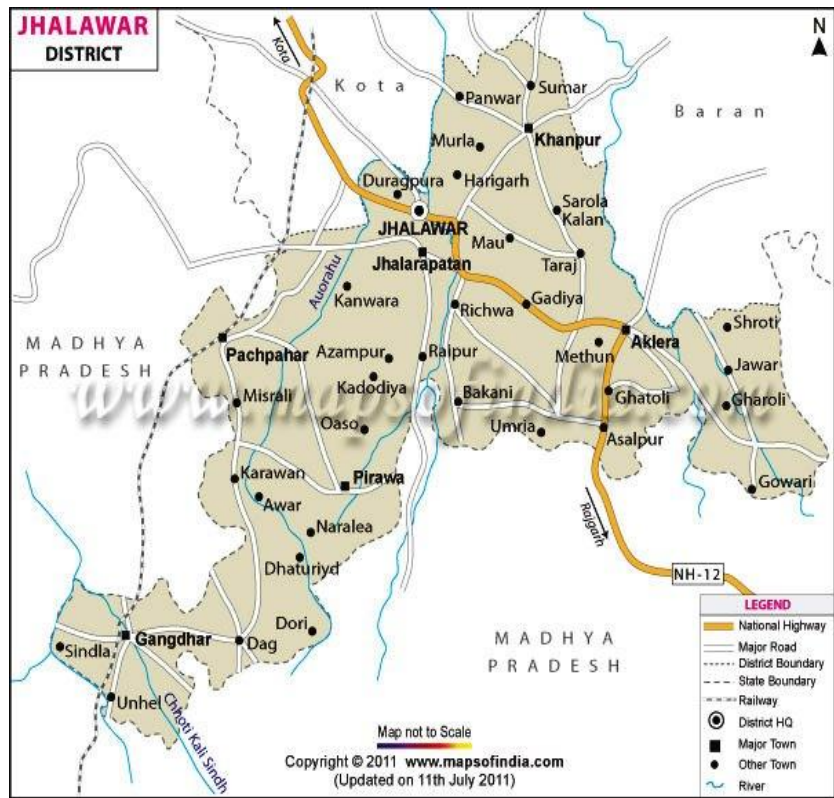 JHALAWAR
DISTRICT
N
Kota
Kota
Baran
Sumar
Panwar
Khanpur
Murla
Harigarh
Duragpura
Sarola
Kalan
JHALAWAR
Mau
Jhalarapatan
Taraj
Auorahu
Kanwara
Richwa
Gadiya
MADHYA
PRADESH
Pachpahar
Azampur
Raipur
Methun
Aklera
Shroti
Kadodiya
Jawar
Misrali
Bakani
Ghatoli
Gharoli
www.mapsofindia.com
Oaso
Umria
Asalpur
Karawan
Pirawa
Gowari
Awar
Rajgarh
Naralea
Dhaturiyd
NH-12
Dori
MADHYA
PRADESH
Gangdhar
Dag
Sindla
Unhel
Chhoti Kali Sindh
LEGEND
National Highway
Major Road
District Boundary
State Boundary
Railway
District HQ
Major Town
Other Town
River
Map not to Scale
Copyright © 2011 www.mapsofindia.com
(Updated on 11th July 2011)